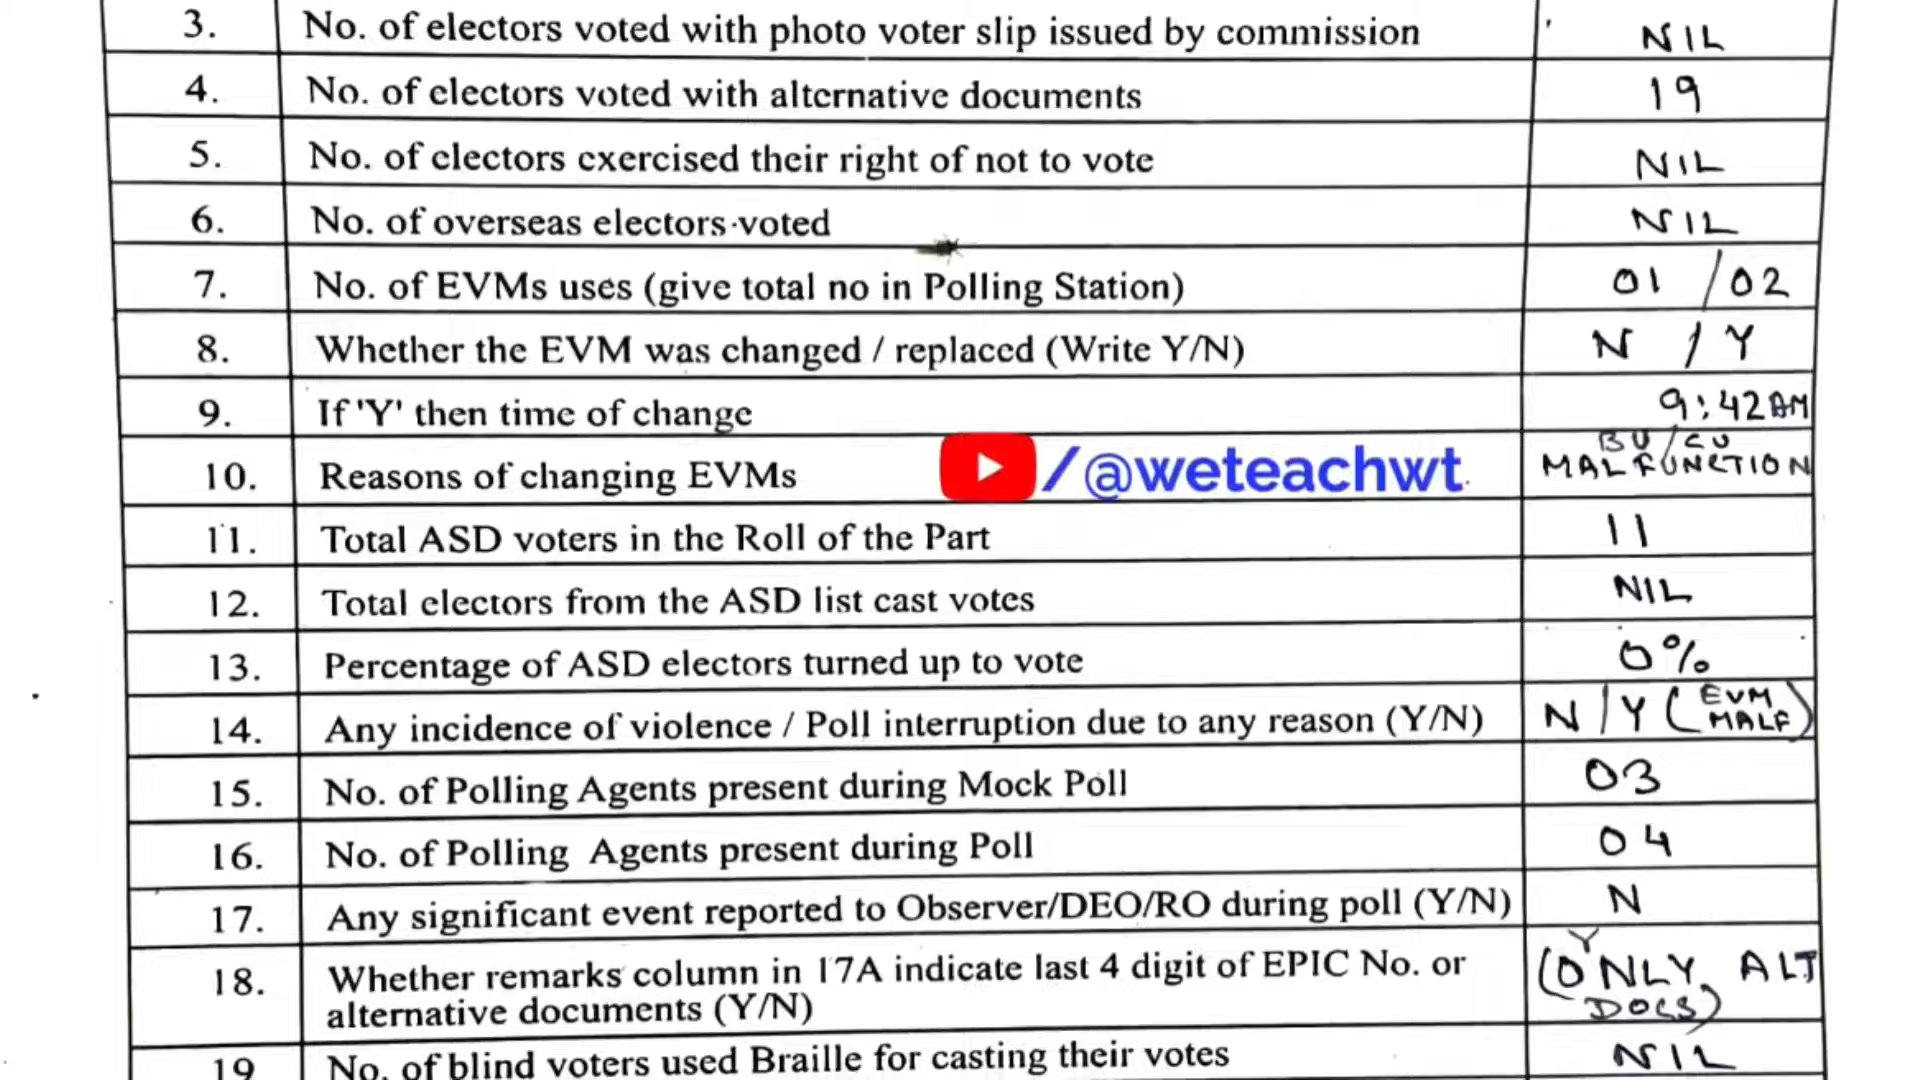 3. No. of electors voted with photo voter slip issued by commission NIL
4. No. of electors voted with alternative documents 19
5. No. of electors exercised their right of not to vote NIL
6. No. of overseas electors voted NIL
7. No. of EVMs uses (give total no in Polling Station) 01 / 02
8. Whether the EVM was changed / replaced (Write Y/N) N / Y
9. If 'Y' then time of change 9:42AM
10. Reasons of changing EVMs BU/CU
MALFUNCTION
/@weteachwt
11. Total ASD voters in the Roll of the Part 11
12. Total electors from the ASD list cast votes NIL
13. Percentage of ASD electors turned up to vote 0%
14. Any incidence of violence / Poll interruption due to any reason (Y/N) N / Y (EVM
MALF)
15. No. of Polling Agents present during Mock Poll 03
16. No. of Polling Agents present during Poll 04
17. Any significant event reported to Observer/DEO/RO during poll (Y/N) N
18. Whether remarks column in 17A indicate last 4 digit of EPIC No. or
alternative documents (Y/N)
Y
(ONLY ALT
DOCS)
19 No. of blind voters used Braille for casting their votes NIL